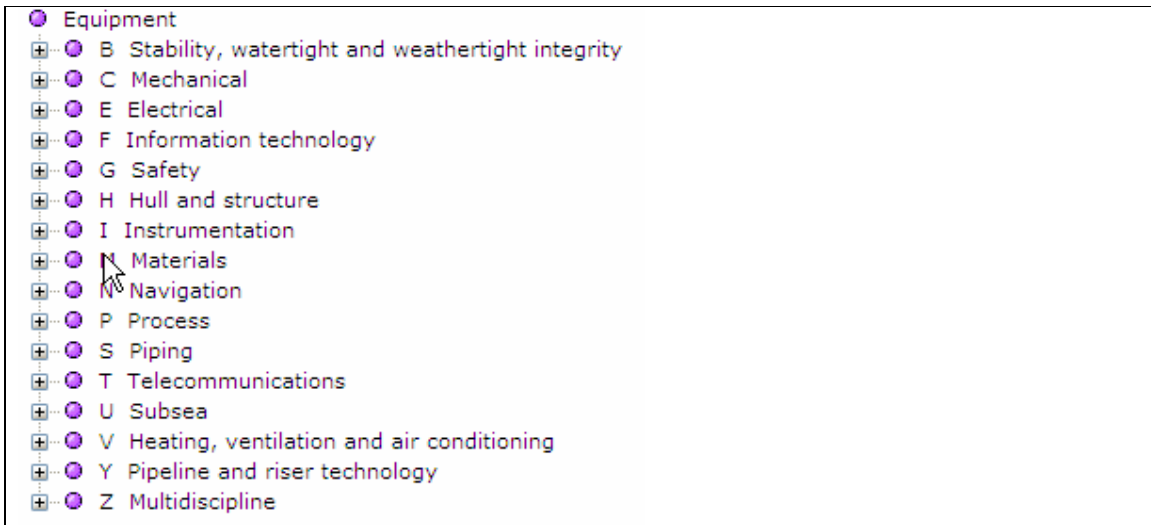 Equipment
B Stability, watertight and weathertight integrity
C Mechanical
E Electrical
F Information technology
G Safety
H Hull and structure
I Instrumentation
M Materials
N Navigation
P Process
S Piping
T Telecommunications
U Subsea
V Heating, ventilation and air conditioning
Y Pipeline and riser technology
Z Multidiscipline